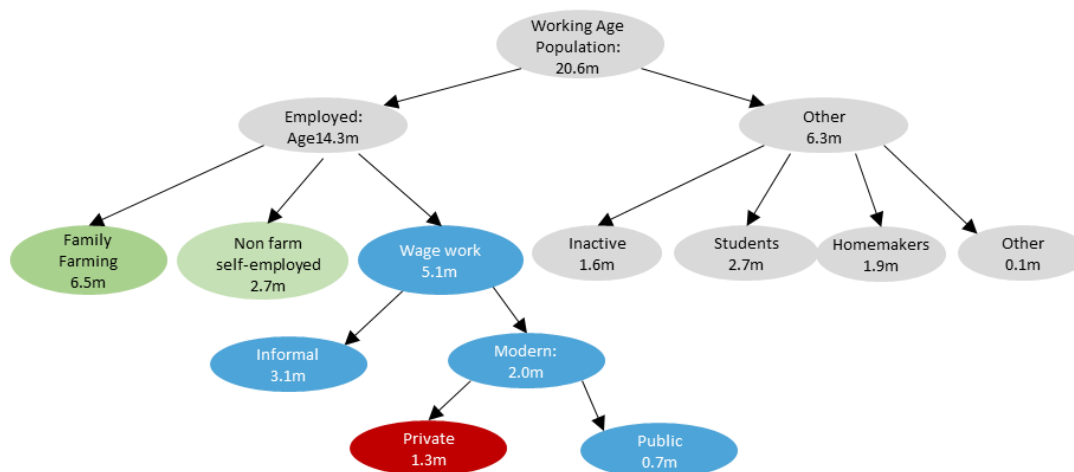 Working Age
Population:
20.6m
Employed:
Age14.3m
Other
6.3m
Family
Farming
6.5m
Non farm
self-employed
2.7m
Wage work
5.1m
Inactive
1.6m
Students
2.7m
Homemakers
1.9m
Other
0.1m
Informal
3.1m
Modern:
2.0m
Private
1.3m
Public
0.7m